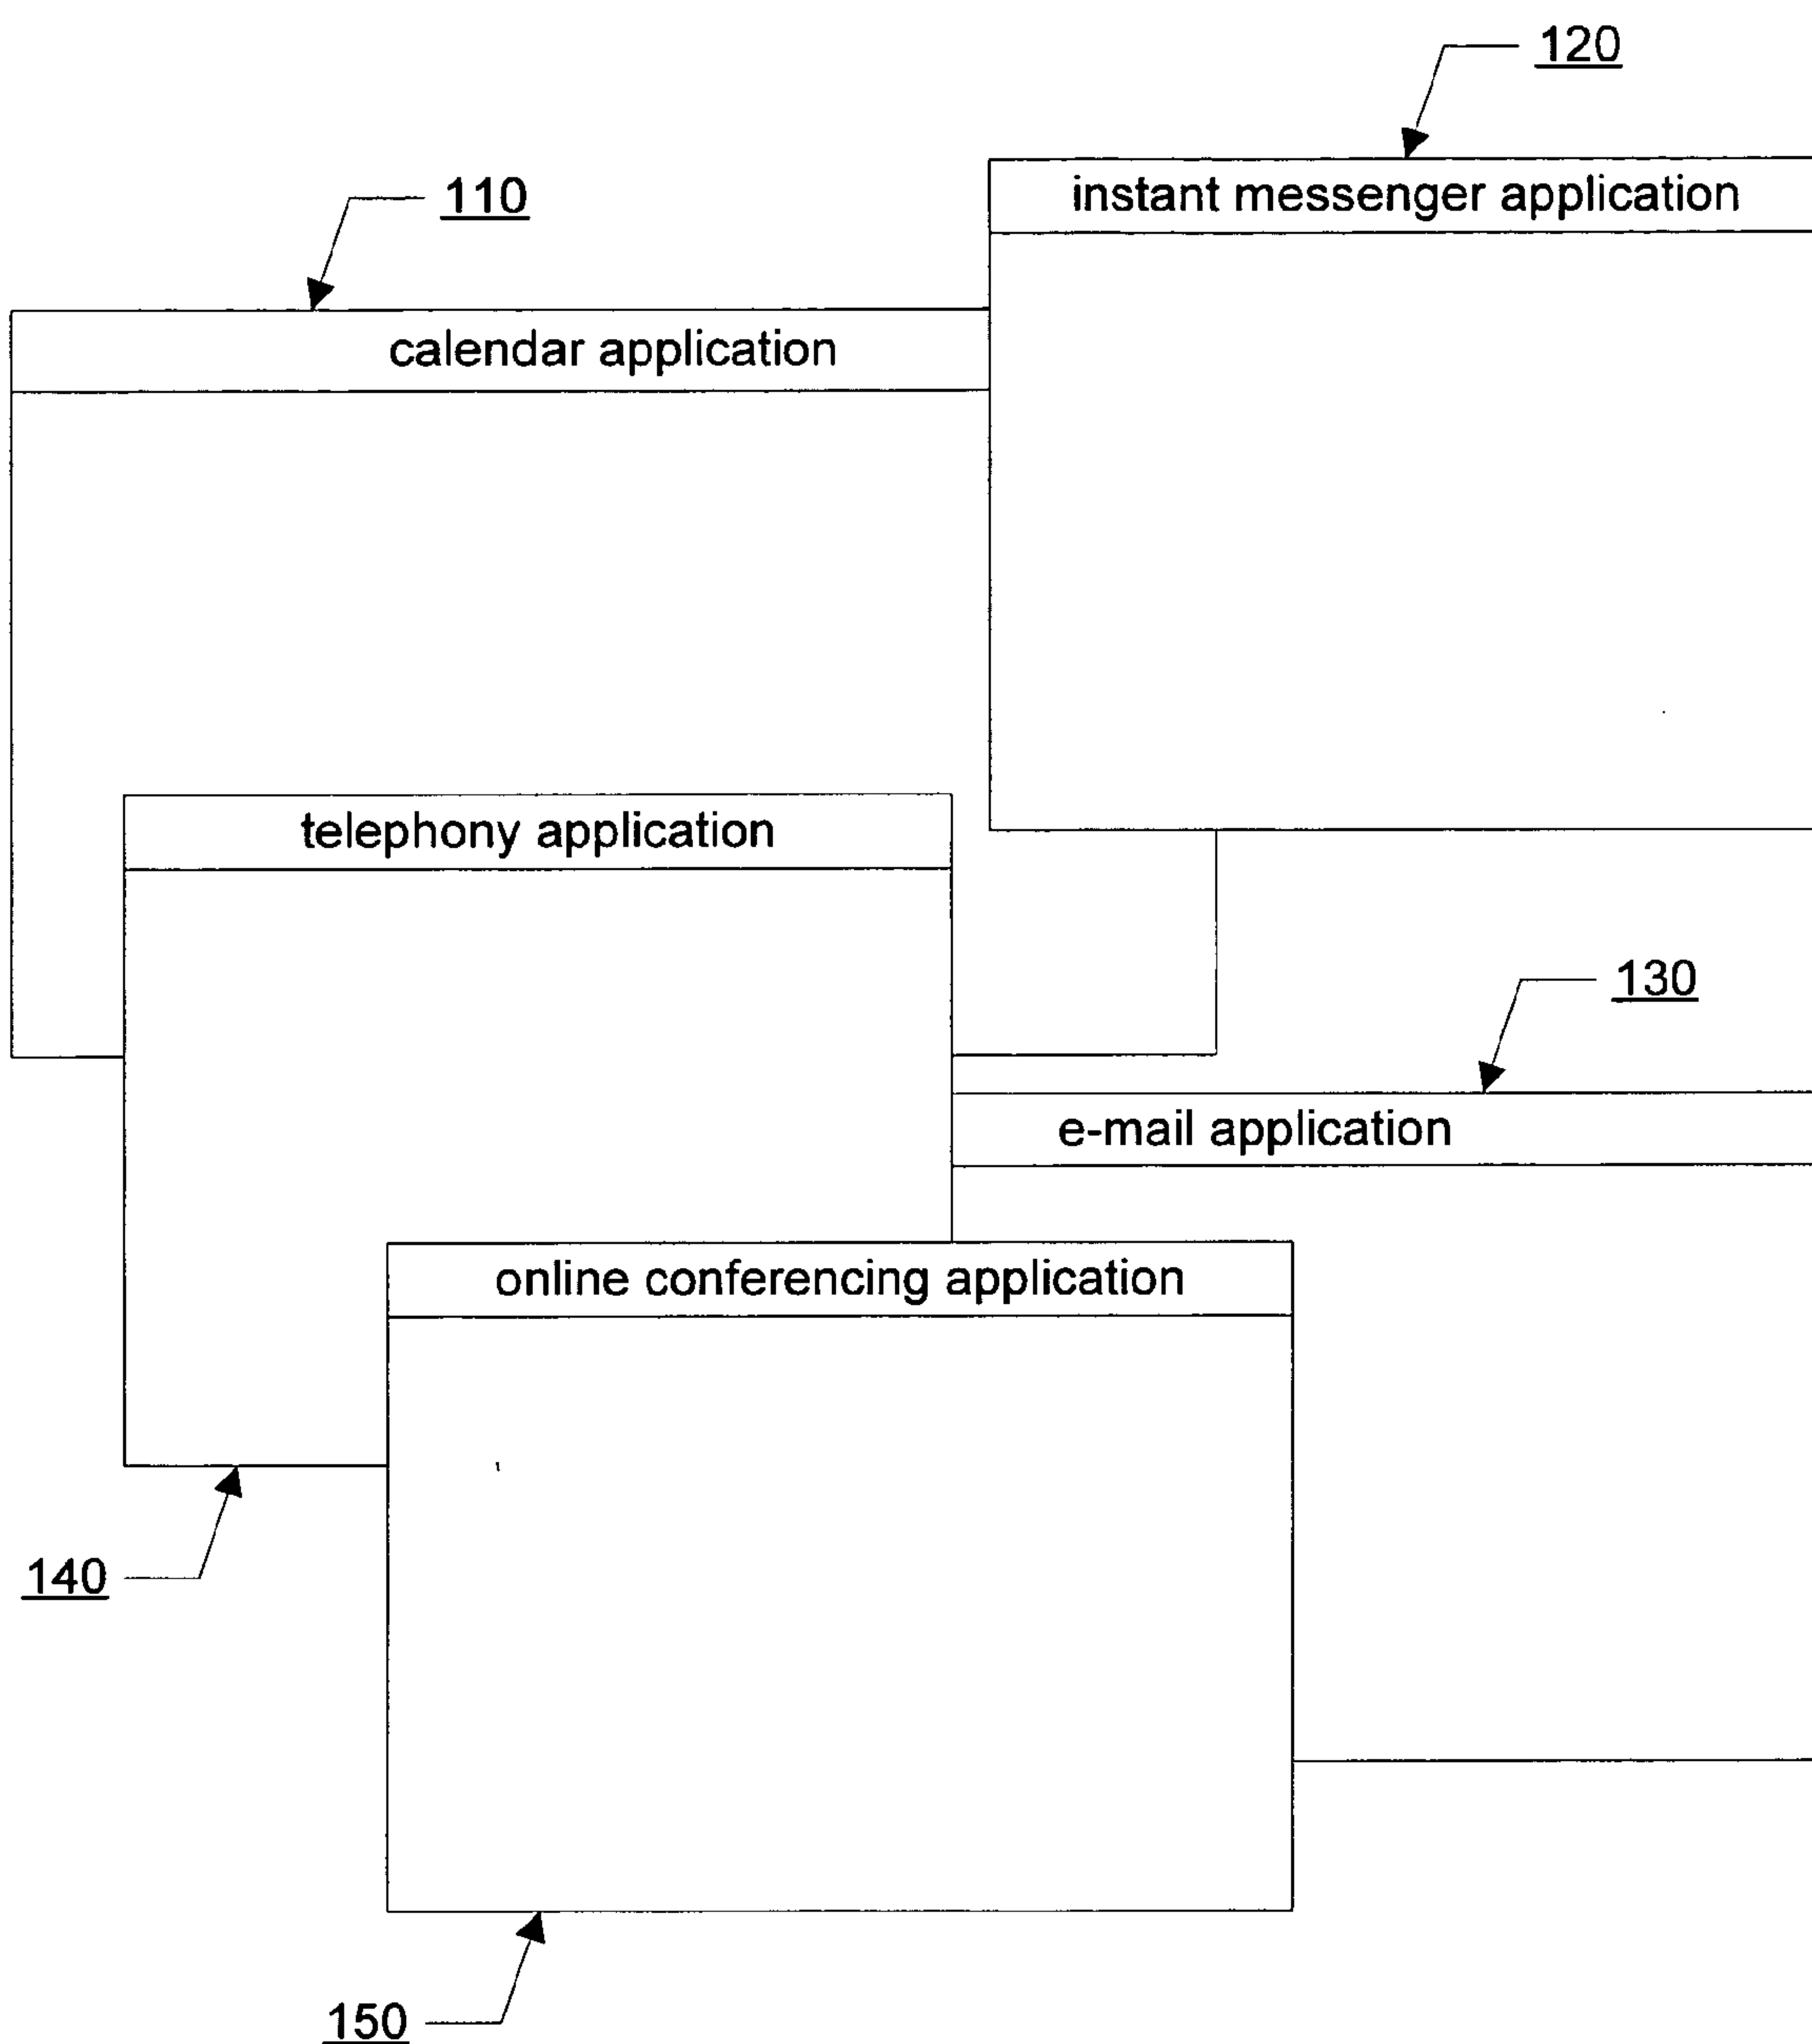 120
110
instant messenger application
calendar application
telephony application
130
e-mail application
online conferencing application
140
150